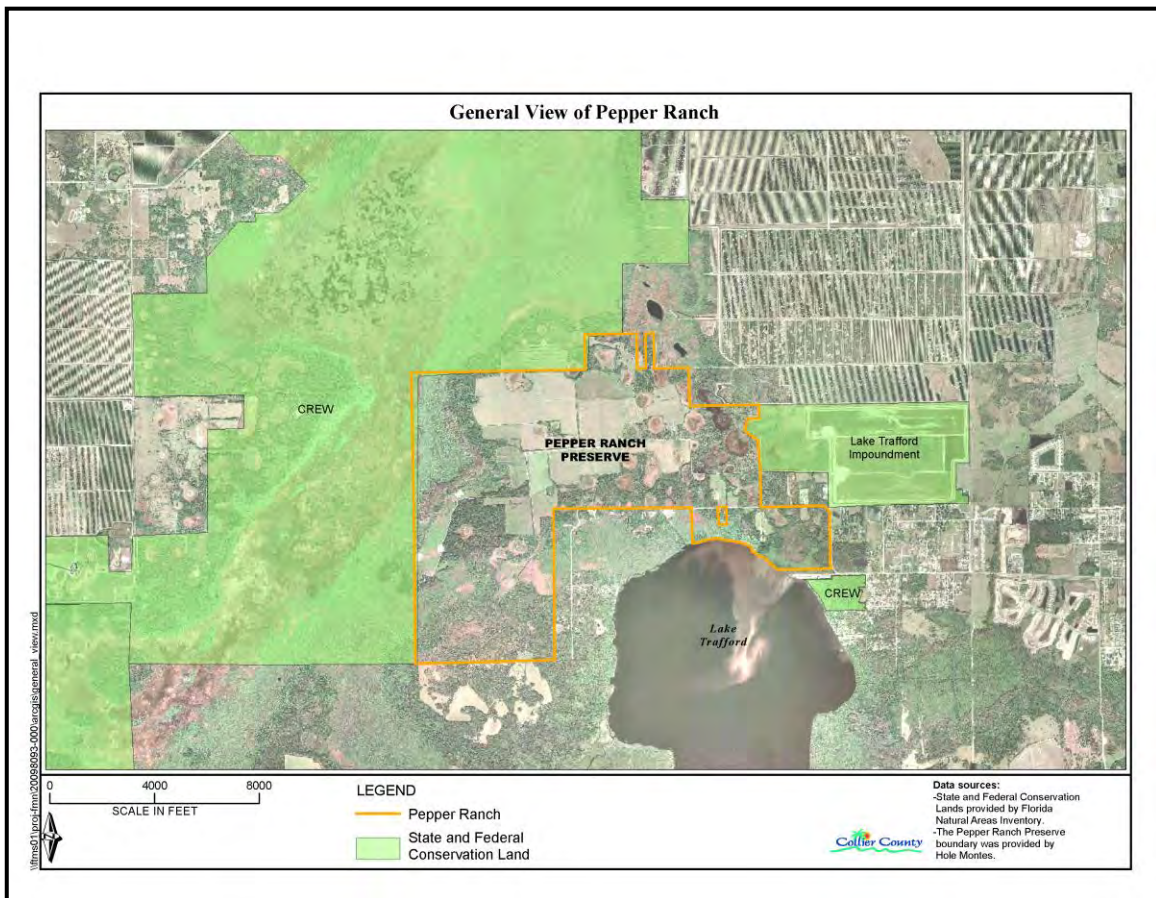 General View of Pepper Ranch
CREW
PEPPER RANCH
PRESERVE
Lake Trafford
Impoundment
CREW
Lake
Trafford
\\ftms01\proj-fmn\20098093-000\arcgis\general_view.mxd
0 4000 8000
SCALE IN FEET
LEGEND
Pepper Ranch
State and Federal
Conservation Land
Collier County
Data sources:
-State and Federal Conservation
Lands provided by Florida
Natural Areas Inventory.
-The Pepper Ranch Preserve
boundary was provided by
Hole Montes.